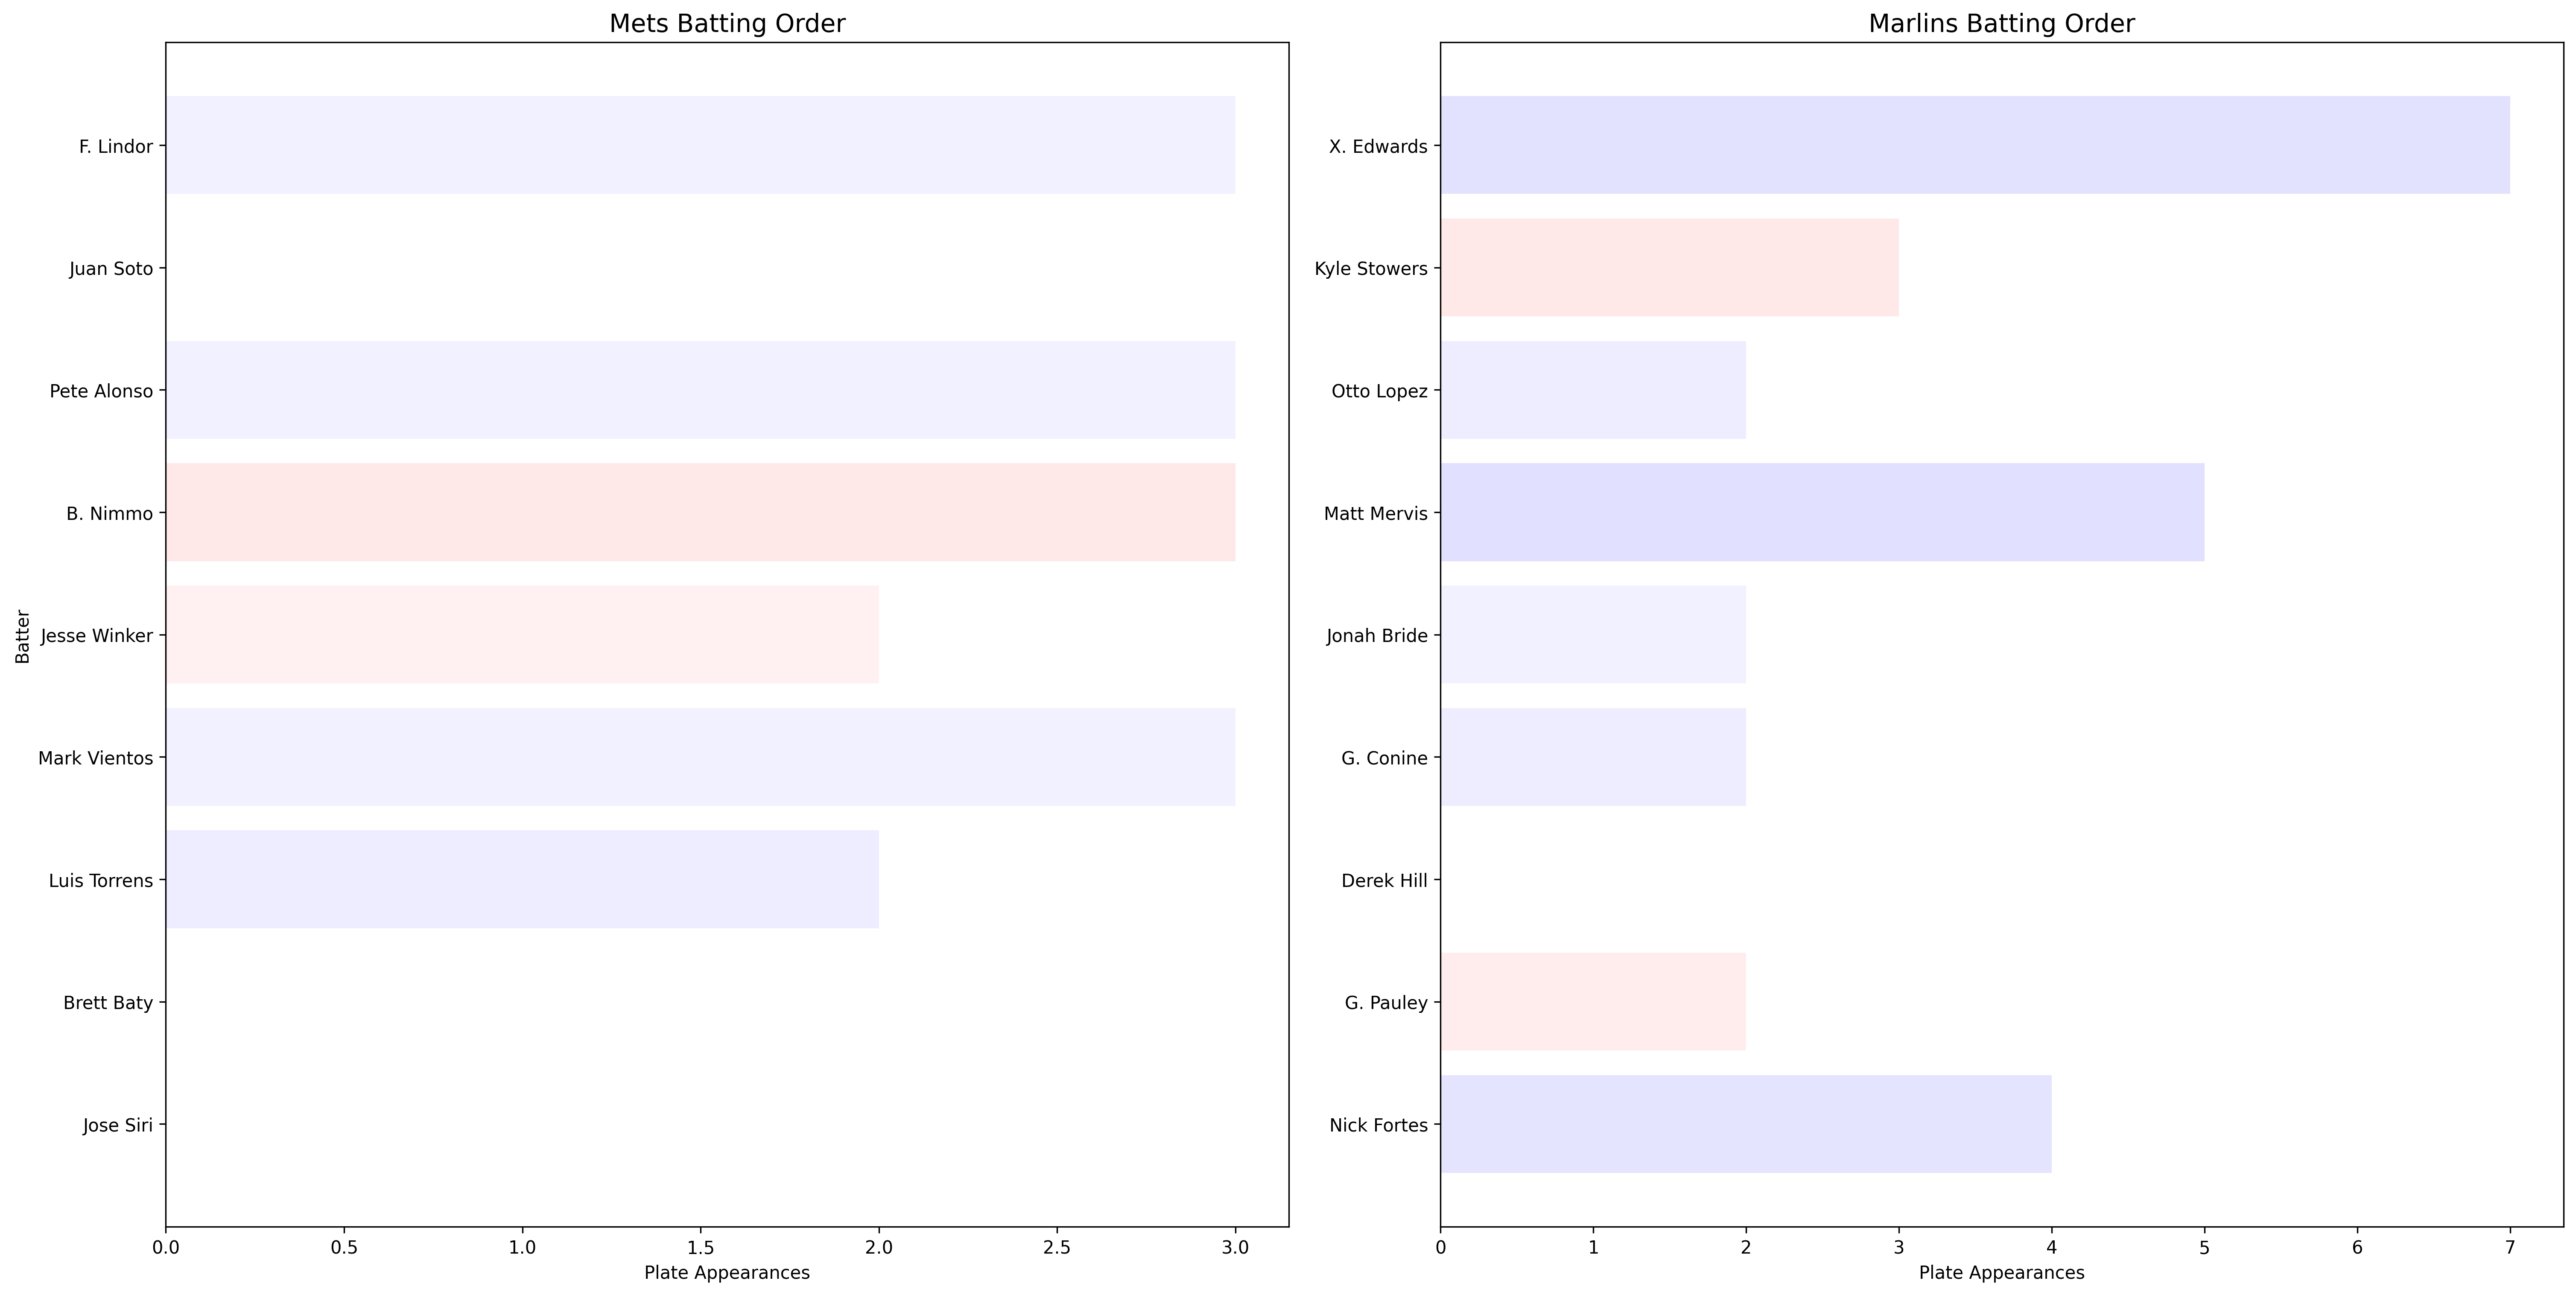 Mets Batting Order
Batter
F. Lindor
Juan Soto
Pete Alonso
B. Nimmo
Jesse Winker
Mark Vientos
Luis Torrens
Brett Baty
Jose Siri
0.0 0.5 1.0 1.5 2.0 2.5 3.0
Plate Appearances
Marlins Batting Order
X. Edwards
Kyle Stowers
Otto Lopez
Matt Mervis
Jonah Bride
G. Conine
Derek Hill
G. Pauley
Nick Fortes
0 1 2 3 4 5 6 7
Plate Appearances